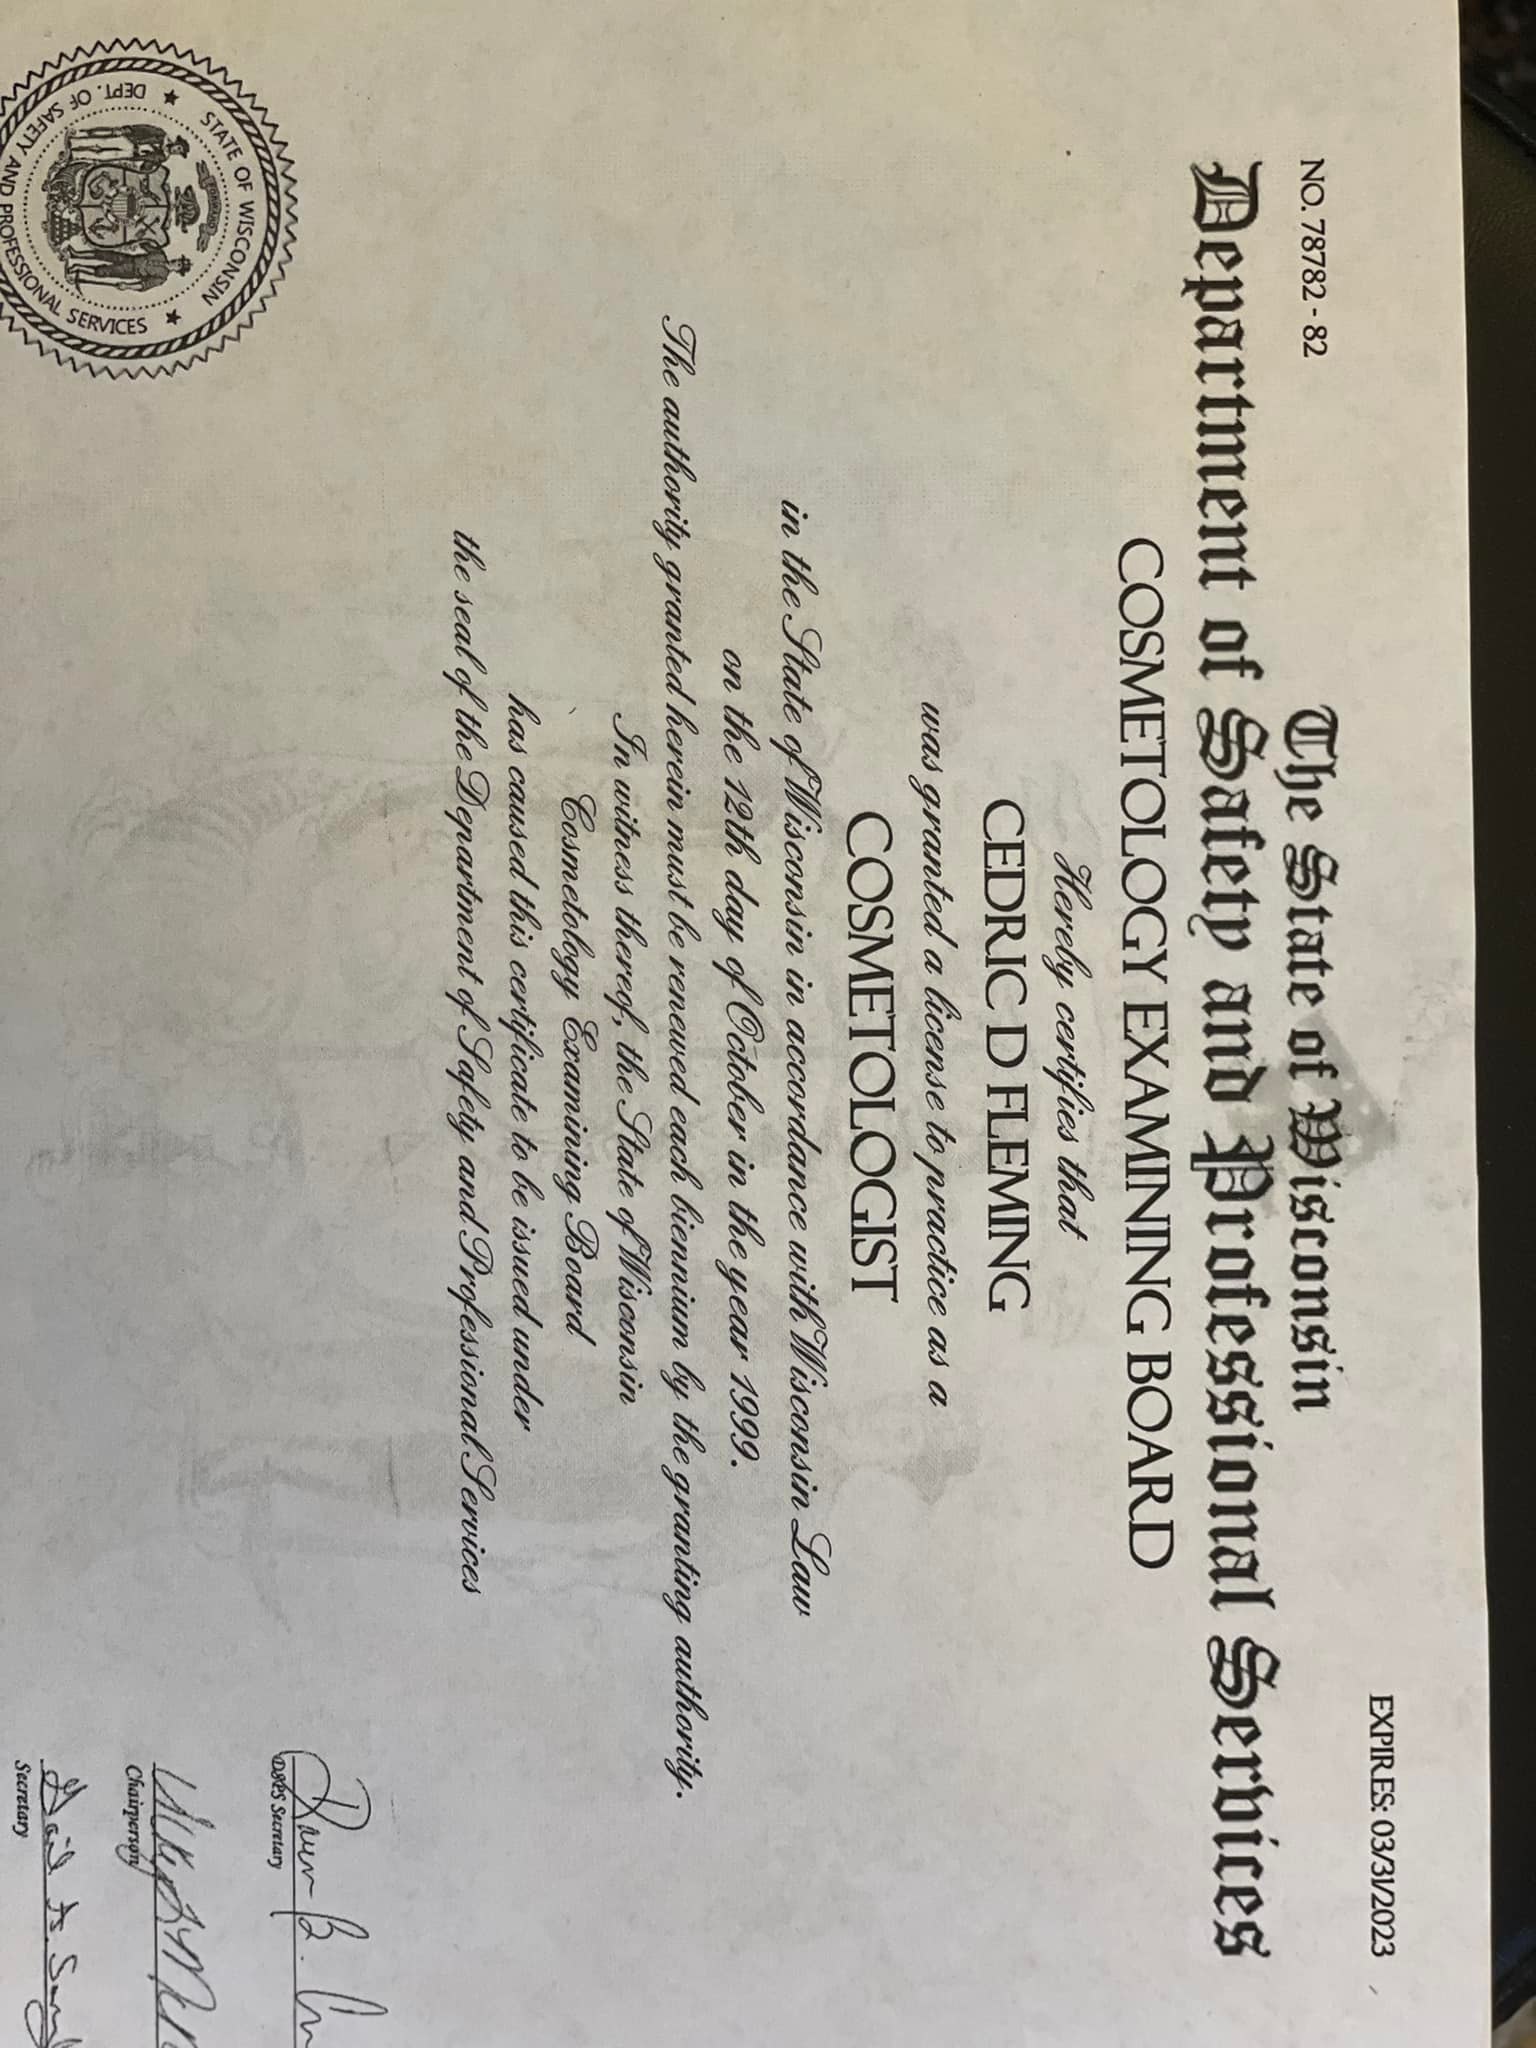 EXPIRES: 03/31/2023
NO. 78782 - 82
The State of Wisconsin
Department of Safety and Professional Services
COSMETOLOGY EXAMINING BOARD
Hereby certifies that
CEDRIC D FLEMING
was granted a license to practice as a
COSMETOLOGIST
in the State of Wisconsin in accordance with Wisconsin Law
on the 12th day of October in the year 1999.
The authority granted herein must be renewed each biennium by the granting authority.
In witness thereof, the State of Wisconsin
Cosmetology Examining Board
has caused this certificate to be issued under
the seal of the Department of Safety and Professional Services
STATE OF WISCONSIN
DEPT. OF SAFETY AND PROFESSIONAL SERVICES
DSPS Secretary
Chairperson
Secretary